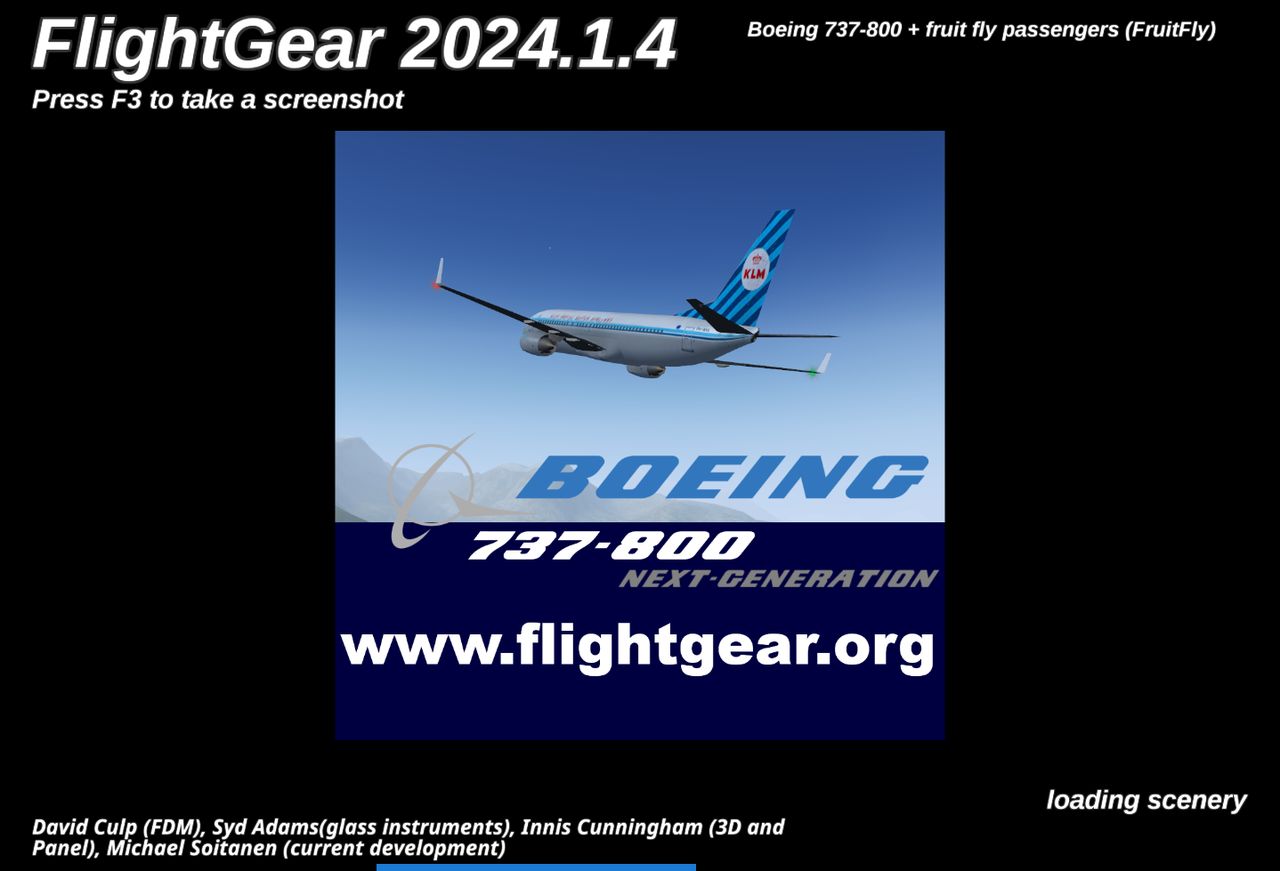 FlightGear 2024.1.4
Boeing 737-800 + fruit fly passengers (FruitFly)
Press F3 to take a screenshot
KLM
BOEING
737-800
NEXT-GENERATION
www.flightgear.org
loading scenery
David Culp (FDM), Syd Adams(glass instruments), Innis Cunningham (3D and
Panel), Michael Soitanen (current development)